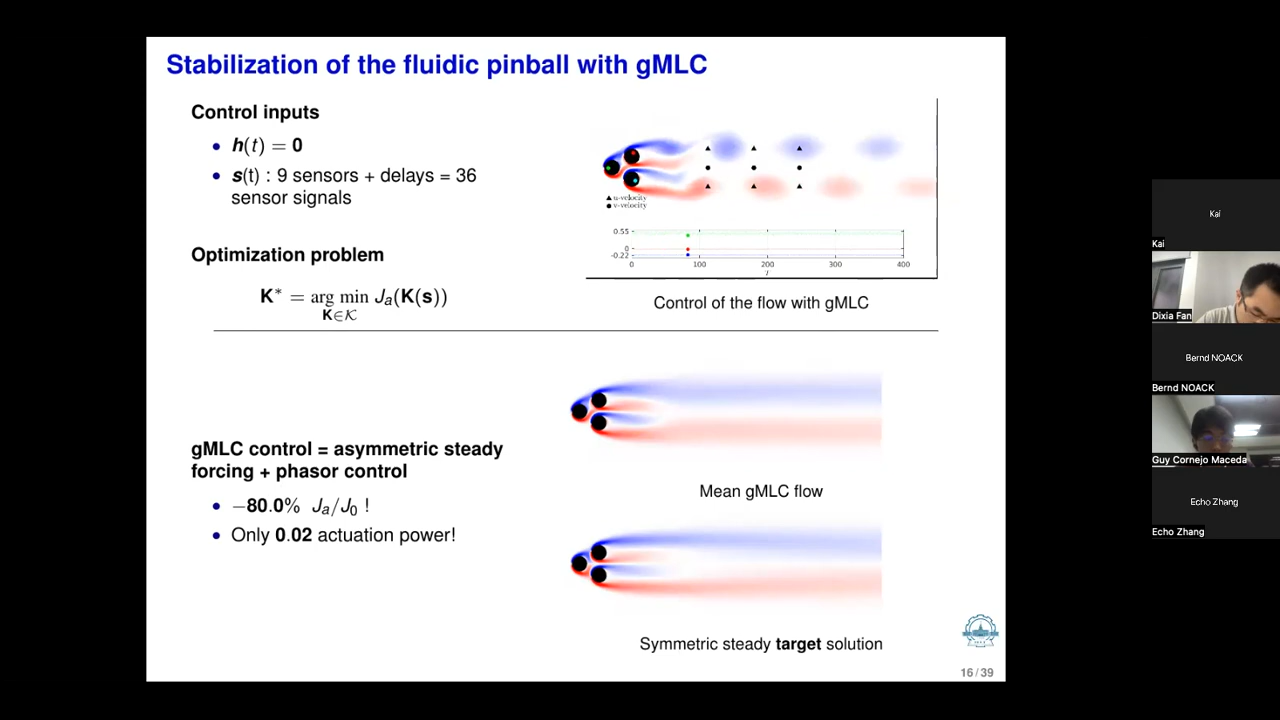 Stabilization of the fluidic pinball with gMLC
Control inputs
• h(t) = 0
• s(t) : 9 sensors + delays = 36
sensor signals
Optimization problem
K* = arg min Jₐ(K(s))
K∈𝒦
▲ u-velocity
● v-velocity
0.55
0
-0.22
0 100 200 300 400
t
Control of the flow with gMLC
gMLC control = asymmetric steady
forcing + phasor control
• −80.0% Jₐ/J₀ !
• Only 0.02 actuation power!
Mean gMLC flow
Symmetric steady target solution
16 / 39
Kai
Kai
Dixia Fan
Bernd NOACK
Bernd NOACK
Guy Cornejo Maceda
Echo Zhang
Echo Zhang